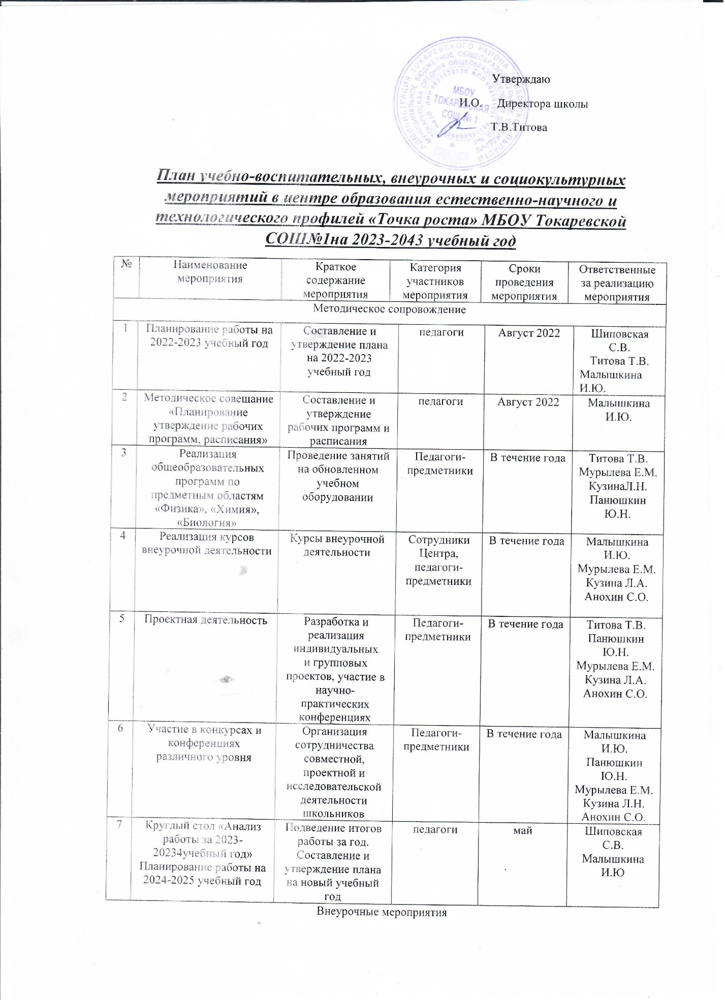 Утверждаю
И.О. Директора школы
Т.В.Титова
МБОУ
ТОКАРЕВСКАЯ
СОШ № 1
План учебно-воспитательных, внеурочных и социокультурных
мероприятий в центре образования естественно-научного и
технологического профилей «Точка роста» МБОУ Токаревской
СОШ№1на 2023-2043 учебный год
№
Наименование
мероприятия
Краткое
содержание
мероприятия
Категория
участников
мероприятия
Сроки
проведения
мероприятия
Ответственные
за реализацию
мероприятия
Методическое сопровождение
1
Планирование работы на
2022-2023 учебный год
Составление и
утверждение плана
на 2022-2023
учебный год
педагоги
Август 2022
Шиповская
С.В.
Титова Т.В.
Малышкина
И.Ю.
2
Методическое совещание
«Планирование
утверждение рабочих
программ, расписания»
Составление и
утверждение
рабочих программ и
расписания
педагоги
Август 2022
Малышкина
И.Ю.
3
Реализация
общеобразовательных
программ по
предметным областям
«Физика», «Химия»,
«Биология»
Проведение занятий
на обновленном
учебном
оборудовании
Педагоги-
предметники
В течение года
Титова Т.В.
Мурылева Е.М.
КузинаЛ.Н.
Панюшкин
Ю.Н.
4
Реализация курсов
внеурочной деятельности
Курсы внеурочной
деятельности
Сотрудники
Центра,
педагоги-
предметники
В течение года
Малышкина
И.Ю.
Мурылева Е.М.
Кузина Л.А.
Анохин С.О.
5
Проектная деятельность
Разработка и
реализация
индивидуальных
и групповых
проектов, участие в
научно-
практических
конференциях
Педагоги-
предметники
В течение года
Титова Т.В.
Панюшкин
Ю.Н.
Мурылева Е.М.
Кузина Л.А.
Анохин С.О.
6
Участие в конкурсах и
конференциях
различного уровня
Организация
сотрудничества
совместной,
проектной и
исследовательской
деятельности
школьников
Педагоги-
предметники
В течение года
Малышкина
И.Ю.
Панюшкин
Ю.Н.
Мурылева Е.М.
Кузина Л.Н.
Анохин С.О.
7
Круглый стол «Анализ
работы за 2023-
20234учебный год»
Планирование работы на
2024-2025 учебный год
Подведение итогов
работы за год.
Составление и
утверждение плана
на новый учебный
год
педагоги
май
Шиповская
С.В.
Малышкина
И.Ю
Внеурочные мероприятия